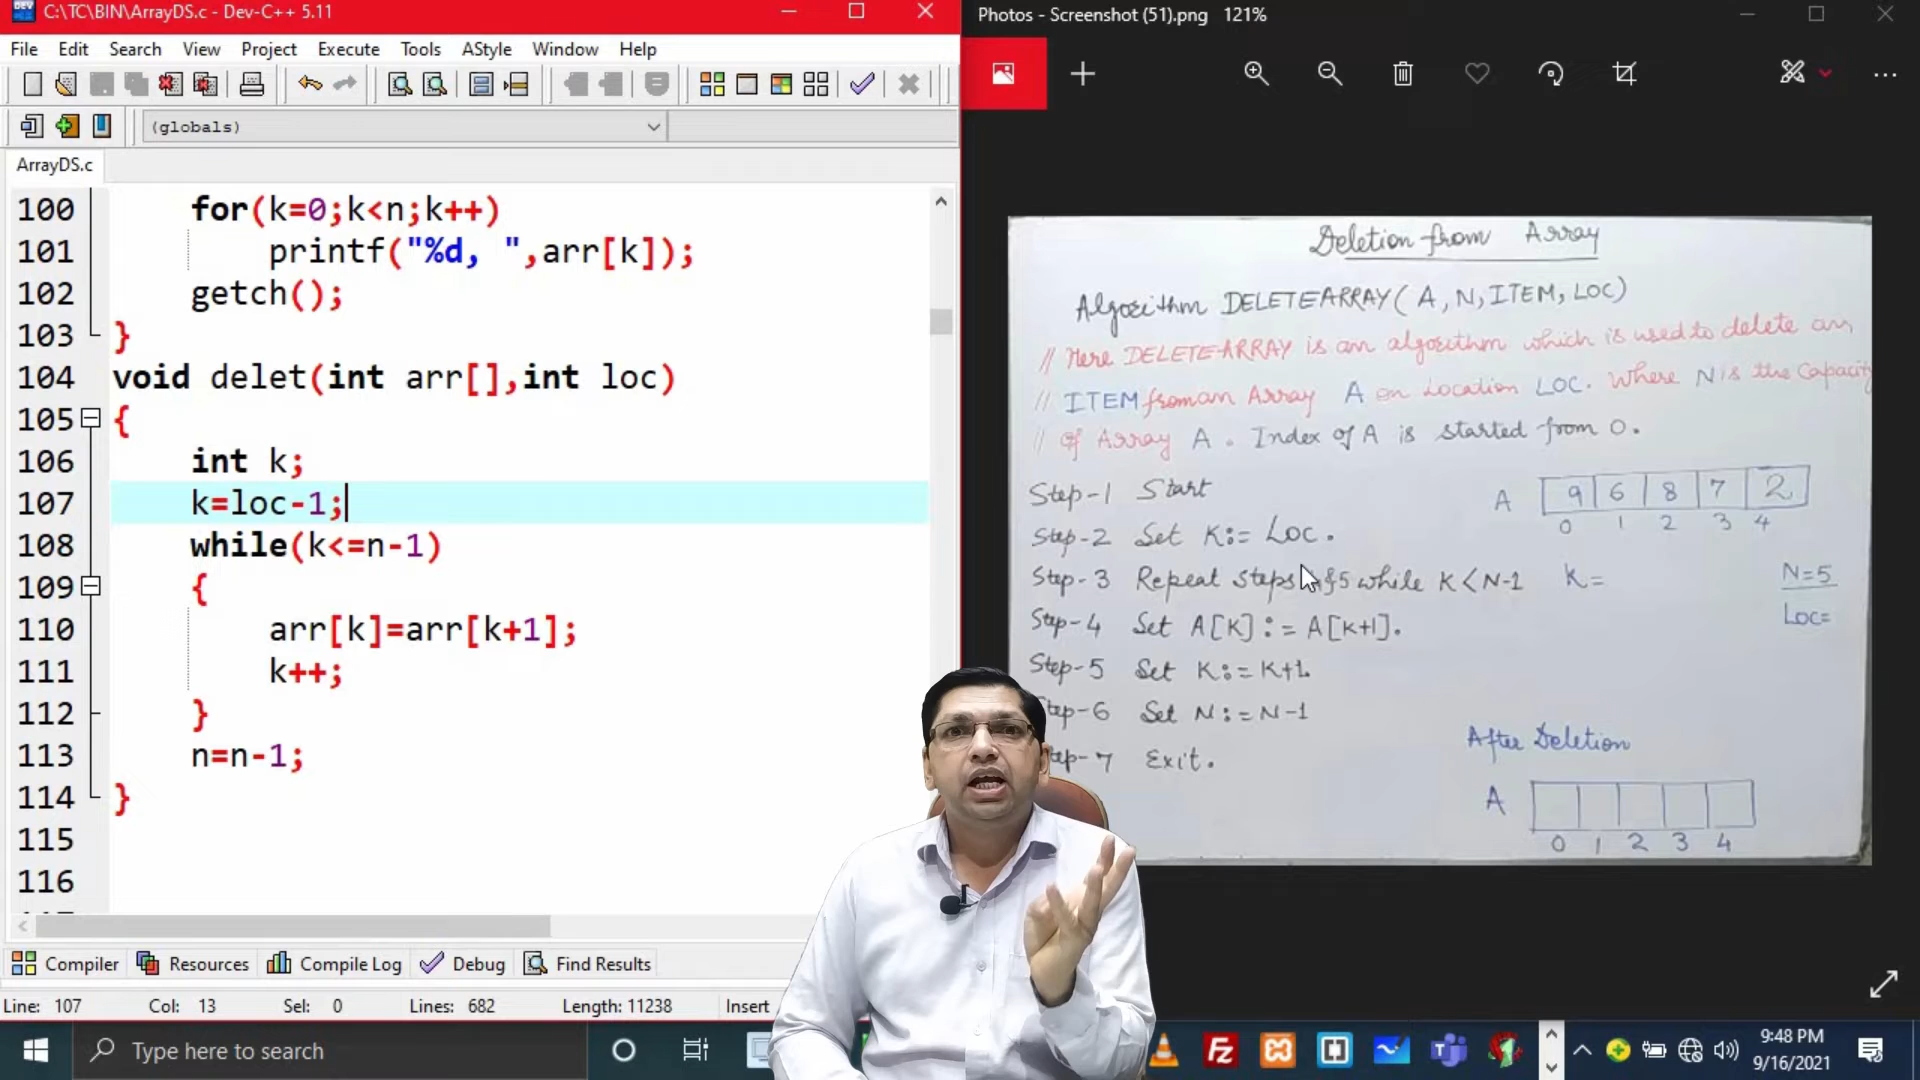 C:\TC\BIN\ArrayDS.c - Dev-C++ 5.11
File Edit Search View Project Execute Tools AStyle Window Help
(globals)
ArrayDS.c
100 for(k=0;k<n;k++)
101 printf("%d, ",arr[k]);
102 getch();
103 }
104 void delet(int arr[],int loc)
105 {
106 int k;
107 k=loc-1;
108 while(k<=n-1)
109 {
110 arr[k]=arr[k+1];
111 k++;
112 }
113 n=n-1;
114 }
115
116
Compiler Resources Compile Log Debug Find Results
Line: 107 Col: 13 Sel: 0 Lines: 682 Length: 11238 Insert
Photos - Screenshot (51).png 121%
Deletion from Array
Algorithm DELETEARRAY( A, N, ITEM, LOC)
// Here DELETEARRAY is an algorithm which is used to delete an
// ITEM from an Array A on Location LOC. Where N is the Capacity
// of Array A. Index of A is started from 0.
Step-1 Start
Step-2 Set K:= Loc.
Step-3 Repeat Steps &5 while K<N-1
Step-4 Set A[K]:= A[K+1].
Step-5 Set K:= K+1.
Step-6 Set N:= N-1
Step-7 Exit.
A 9 6 8 7 2
0 1 2 3 4
K= N=5
Loc=
After Deletion
A
0 1 2 3 4
Type here to search
9:48 PM
9/16/2021